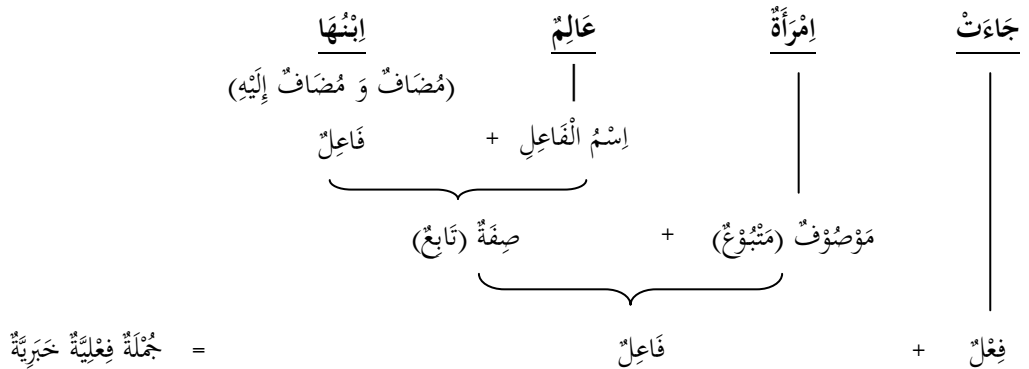 جَاءَتْ اِمْرَأَةٌ عَالِمٌ اِبْنُهَا
(مُضَافٌ وَ مُضَافٌ إِلَيْهِ)
اِسْمُ الْفَاعِلِ + فَاعِلٌ
مَوْصُوْفٌ (مَتْبُوْعٌ) + صِفَةٌ (تَابِعٌ)
فِعْلٌ + فَاعِلٌ = جُمْلَةٌ فِعْلِيَّةٌ خَبَرِيَّةٌ